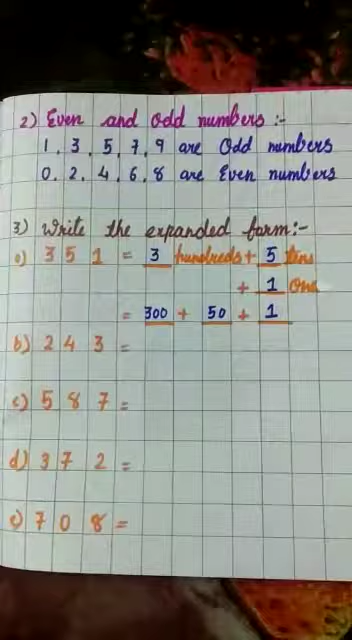 2) Even and Odd numbers :-
1, 3, 5, 7, 9 are Odd numbers
0, 2, 4, 6, 8 are Even numbers
3) Write the expanded form :-
a) 3 5 1 = 3 hundreds + 5 tens
+ 1 One
= 300 + 50 + 1
b) 2 4 3 =
c) 5 8 7 =
d) 3 7 2 =
e) 7 0 8 =